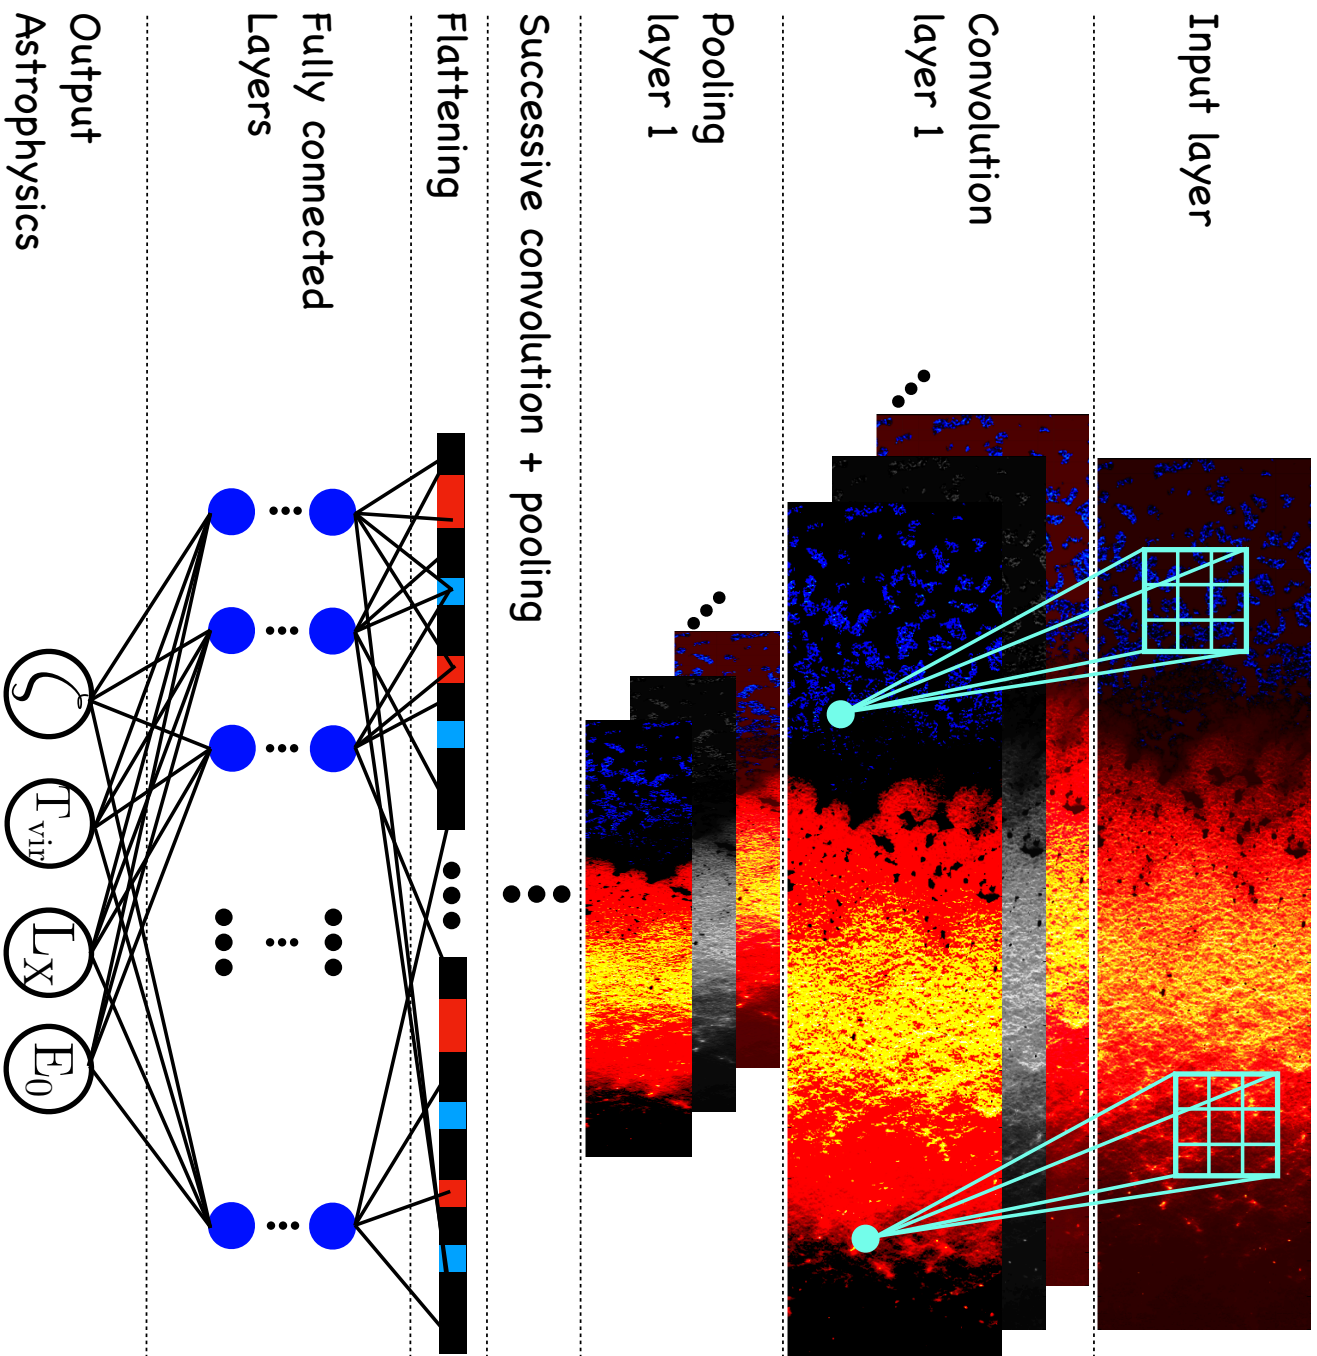 Input layer
Convolution
layer 1
Pooling
layer 1
Successive convolution + pooling
Flattening
Fully connected
Layers
Output
Astrophysics
ζ
T_vir
L_X
E_0